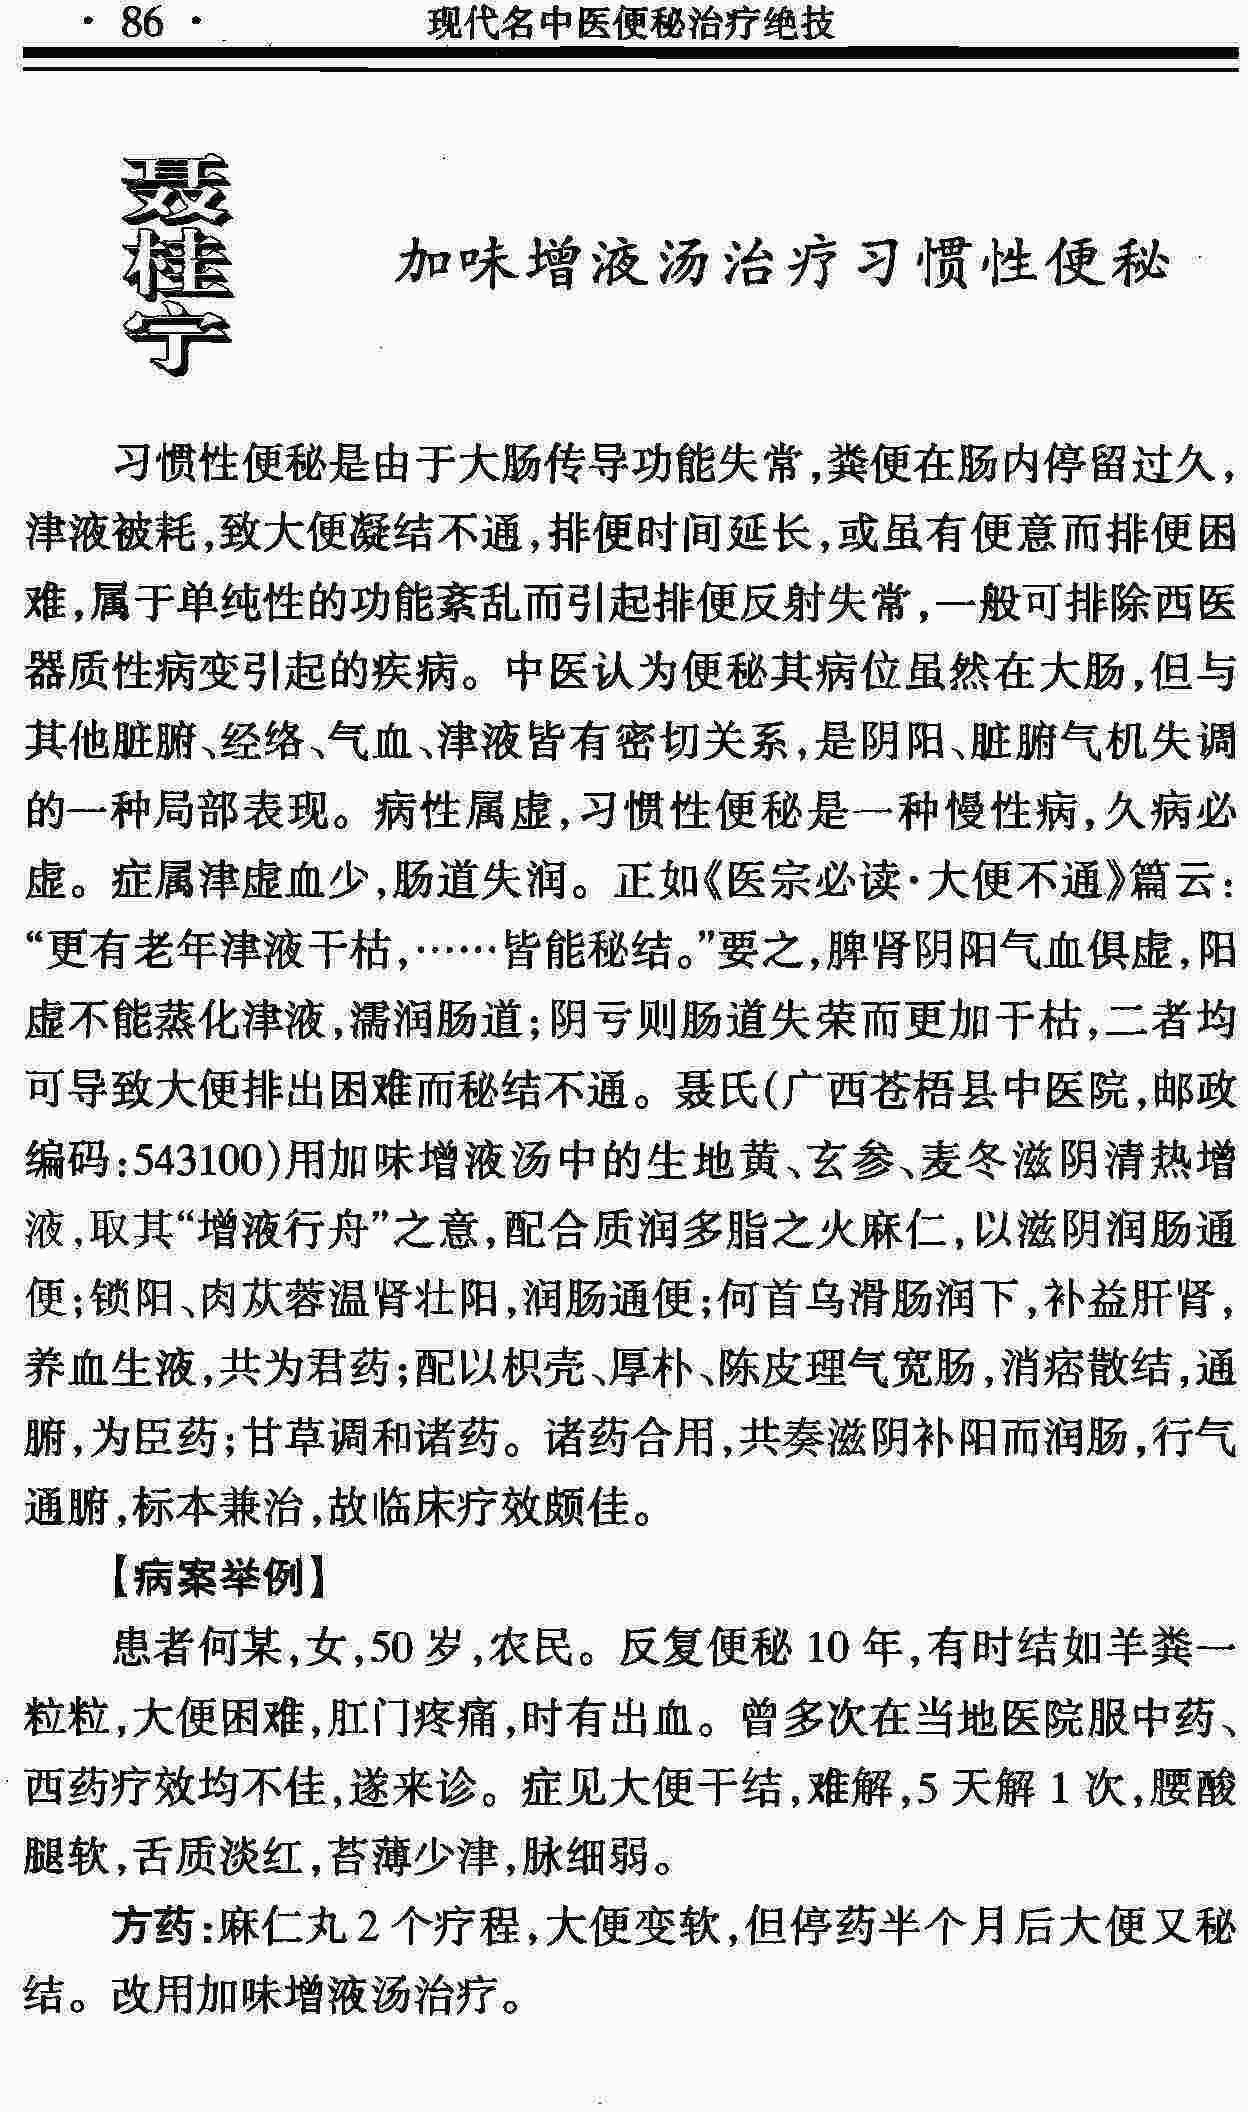 ·86· 现代名中医便秘治疗绝技
聂桂宁
加味增液汤治疗习惯性便秘
习惯性便秘是由于大肠传导功能失常,粪便在肠内停留过久,
津液被耗,致大便凝结不通,排便时间延长,或虽有便意而排便困
难,属于单纯性的功能紊乱而引起排便反射失常,一般可排除西医
器质性病变引起的疾病。中医认为便秘其病位虽然在大肠,但与
其他脏腑、经络、气血、津液皆有密切关系,是阴阳、脏腑气机失调
的一种局部表现。病性属虚,习惯性便秘是一种慢性病,久病必
虚。症属津虚血少,肠道失润。正如《医宗必读·大便不通》篇云:
“更有老年津液干枯,……皆能秘结。”要之,脾肾阴阳气血俱虚,阳
虚不能蒸化津液,濡润肠道;阴亏则肠道失荣而更加干枯,二者均
可导致大便排出困难而秘结不通。聂氏(广西苍梧县中医院,邮政
编码:543100)用加味增液汤中的生地黄、玄参、麦冬滋阴清热增
液,取其“增液行舟”之意,配合质润多脂之火麻仁,以滋阴润肠通
便;锁阳、肉苁蓉温肾壮阳,润肠通便;何首乌滑肠润下,补益肝肾,
养血生液,共为君药;配以枳壳、厚朴、陈皮理气宽肠,消痞散结,通
腑,为臣药;甘草调和诸药。诸药合用,共奏滋阴补阳而润肠,行气
通腑,标本兼治,故临床疗效颇佳。
【病案举例】
患者何某,女,50岁,农民。反复便秘10年,有时结如羊粪一
粒粒,大便困难,肛门疼痛,时有出血。曾多次在当地医院服中药、
西药疗效均不佳,遂来诊。症见大便干结,难解,5天解1次,腰酸
腿软,舌质淡红,苔薄少津,脉细弱。
方药:麻仁丸2个疗程,大便变软,但停药半个月后大便又秘
结。改用加味增液汤治疗。